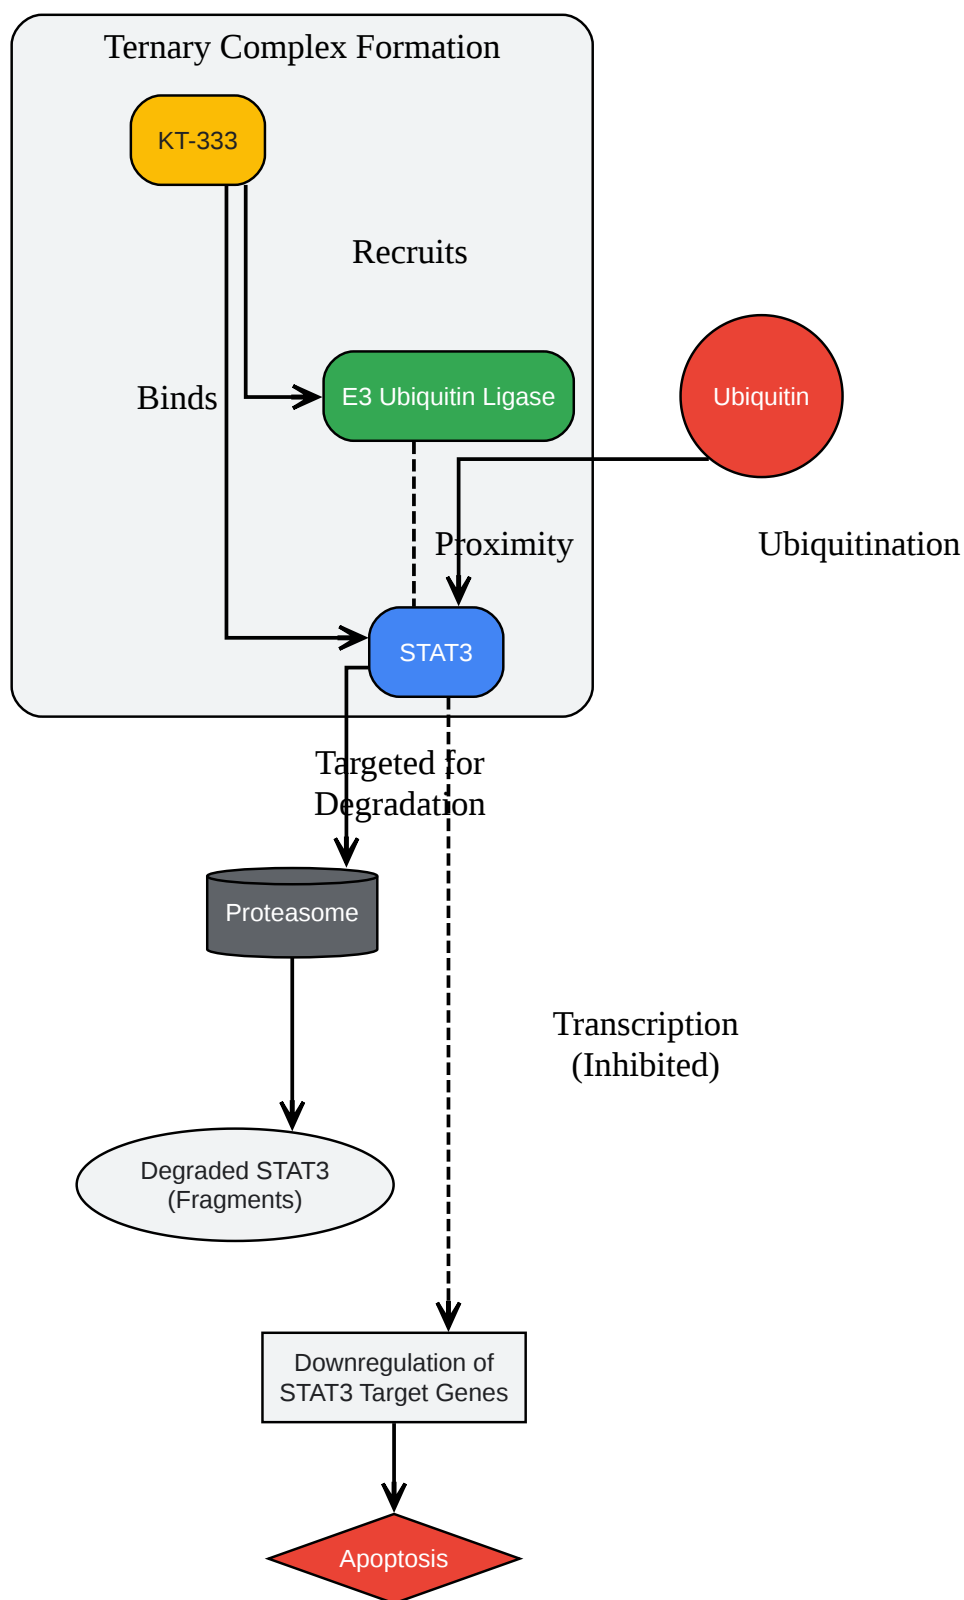 Ternary Complex Formation
KT-333
Recruits
Binds
E3 Ubiquitin Ligase
Ubiquitin
Proximity
Ubiquitination
STAT3
Targeted for
Degradation
Proteasome
Transcription
(Inhibited)
Degraded STAT3
(Fragments)
Downregulation of
STAT3 Target Genes
Apoptosis